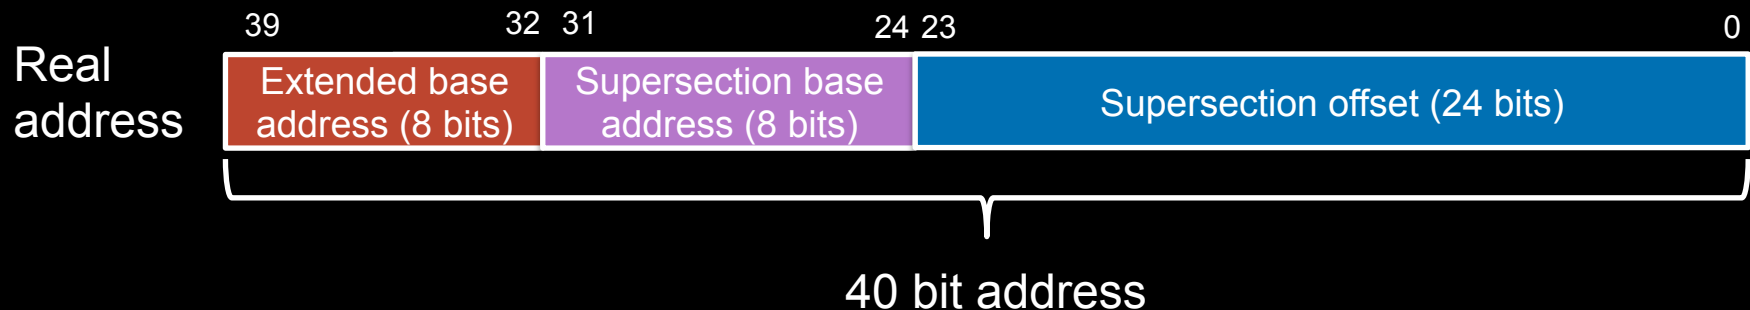 39 32 31 24 23 0
Real
address
Extended base
address (8 bits)
Supersection base
address (8 bits)
Supersection offset (24 bits)
40 bit address